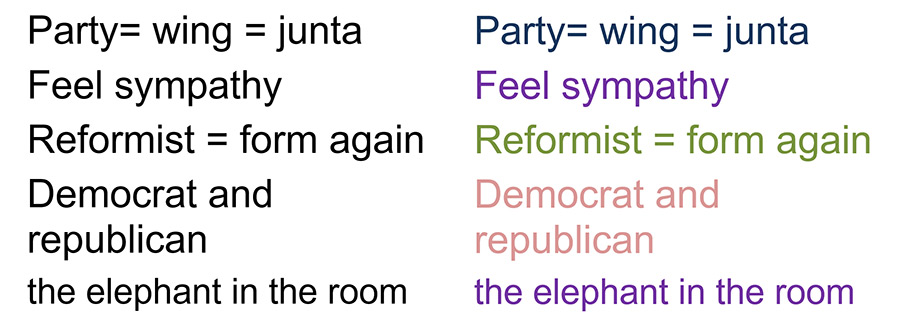 Party= wing = junta
Feel sympathy
Reformist = form again
Democrat and
republican
the elephant in the room
Party= wing = junta
Feel sympathy
Reformist = form again
Democrat and
republican
the elephant in the room